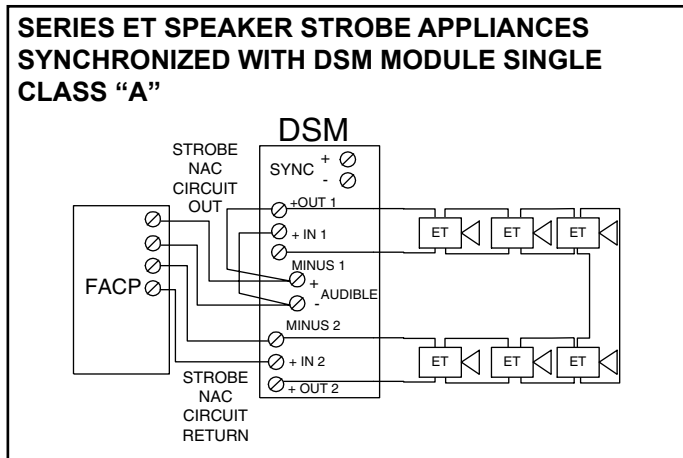 SERIES ET SPEAKER STROBE APPLIANCES
SYNCHRONIZED WITH DSM MODULE SINGLE
CLASS “A”
DSM
STROBE
NAC
CIRCUIT
OUT
SYNC + -
+OUT 1
+ IN 1
MINUS 1
+
AUDIBLE
-
MINUS 2
+ IN 2
+ OUT 2
FACP
STROBE
NAC
CIRCUIT
RETURN
ET ET ET
ET ET ET